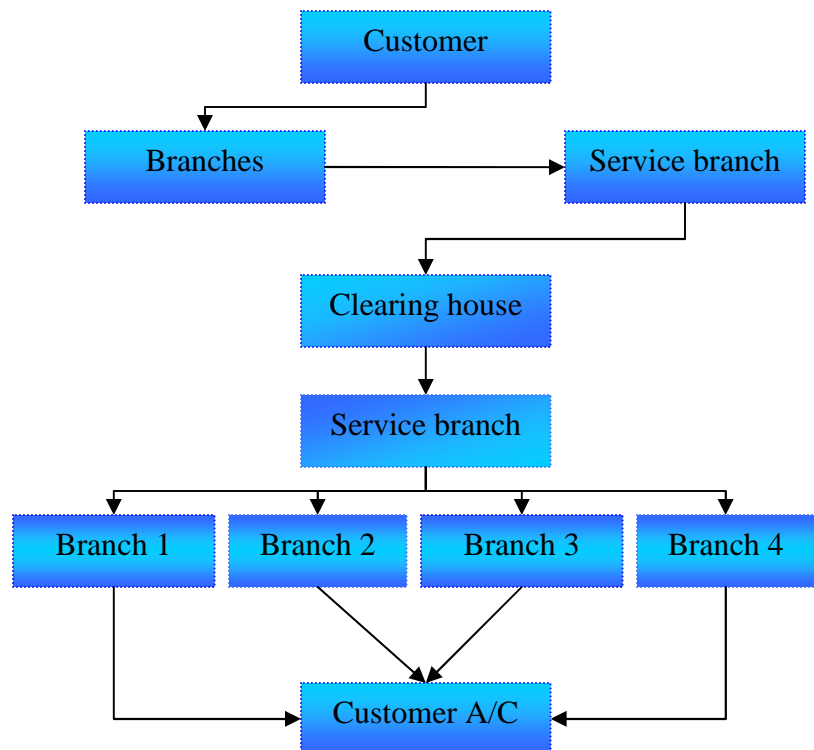 Customer
Branches
Service branch
Clearing house
Service branch
Branch 1
Branch 2
Branch 3
Branch 4
Customer A/C